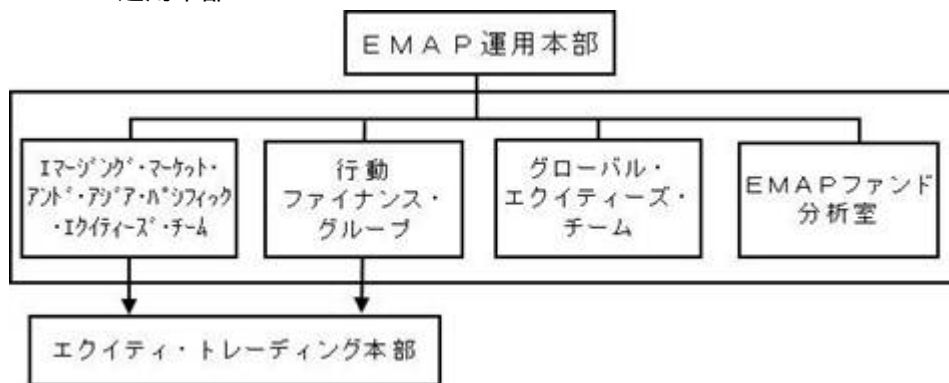 EMAP運用本部
ｴマージング・マーケット・
アンド・アジア・パシフィック
・エクイティーズ・チーム
行動
ファイナンス・
グループ
グローバル・
エクイティーズ・
チーム
EMAPファンド
分析室
エクイティ・トレーディング本部